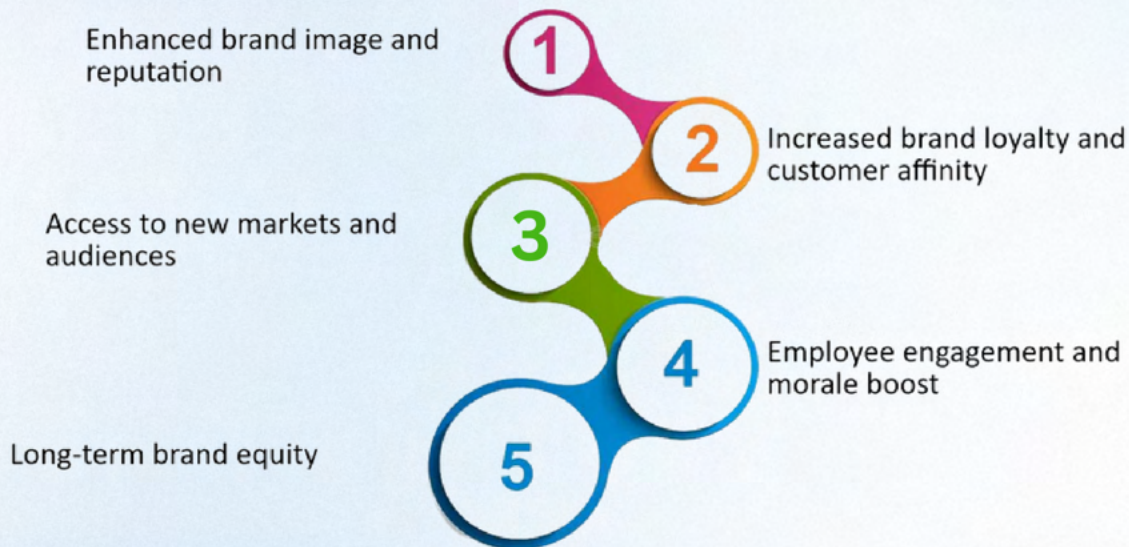 1
Enhanced brand image and
reputation
2
Increased brand loyalty and
customer affinity
3
Access to new markets and
audiences
4
Employee engagement and
morale boost
5
Long-term brand equity